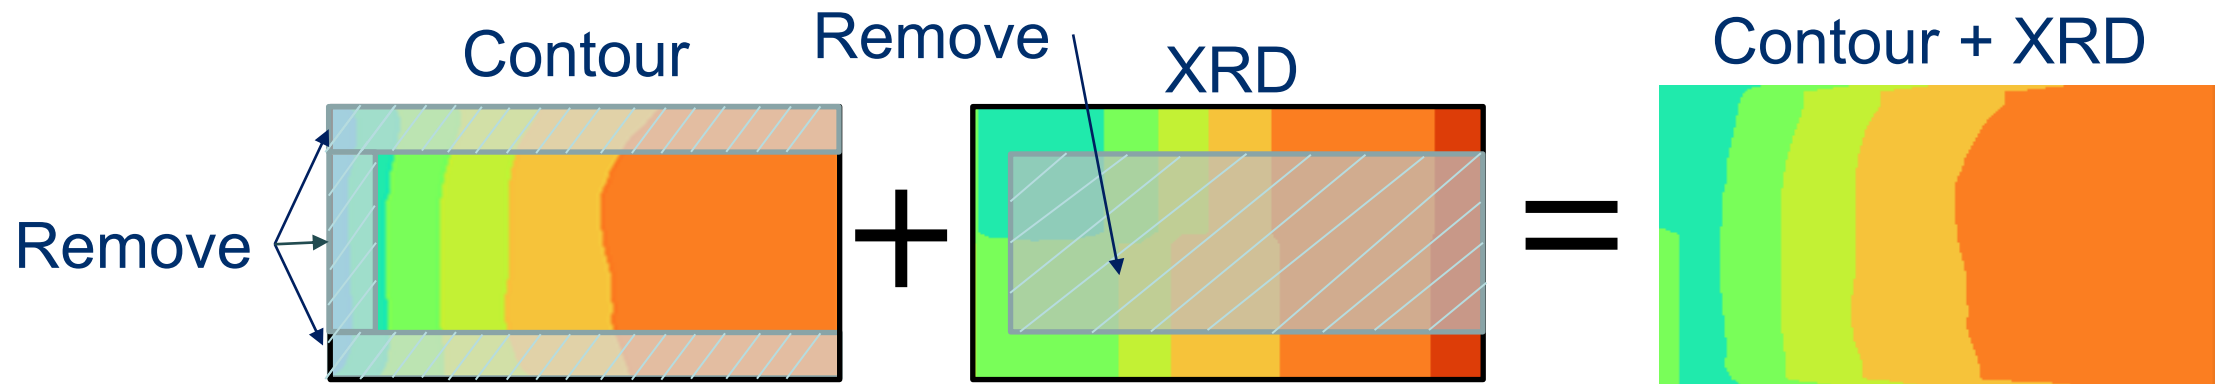 Contour
Remove
XRD
Contour + XRD
Remove
+
=